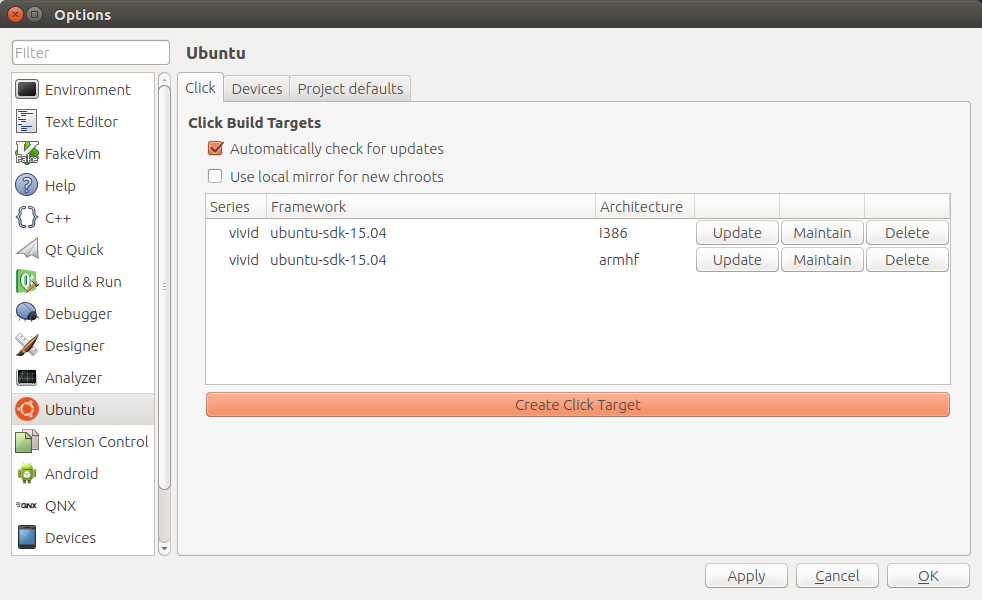 Options
Filter
Environment
Text Editor
FakeVim
Help
C++
Qt Quick
Build & Run
Debugger
Designer
Analyzer
Ubuntu
Version Control
Android
QNX
Devices
Ubuntu
Click Devices Project defaults
Click Build Targets
Automatically check for updates
Use local mirror for new chroots
Series Framework Architecture
vivid ubuntu-sdk-15.04 i386 Update Maintain Delete
vivid ubuntu-sdk-15.04 armhf Update Maintain Delete
Create Click Target
Apply Cancel OK